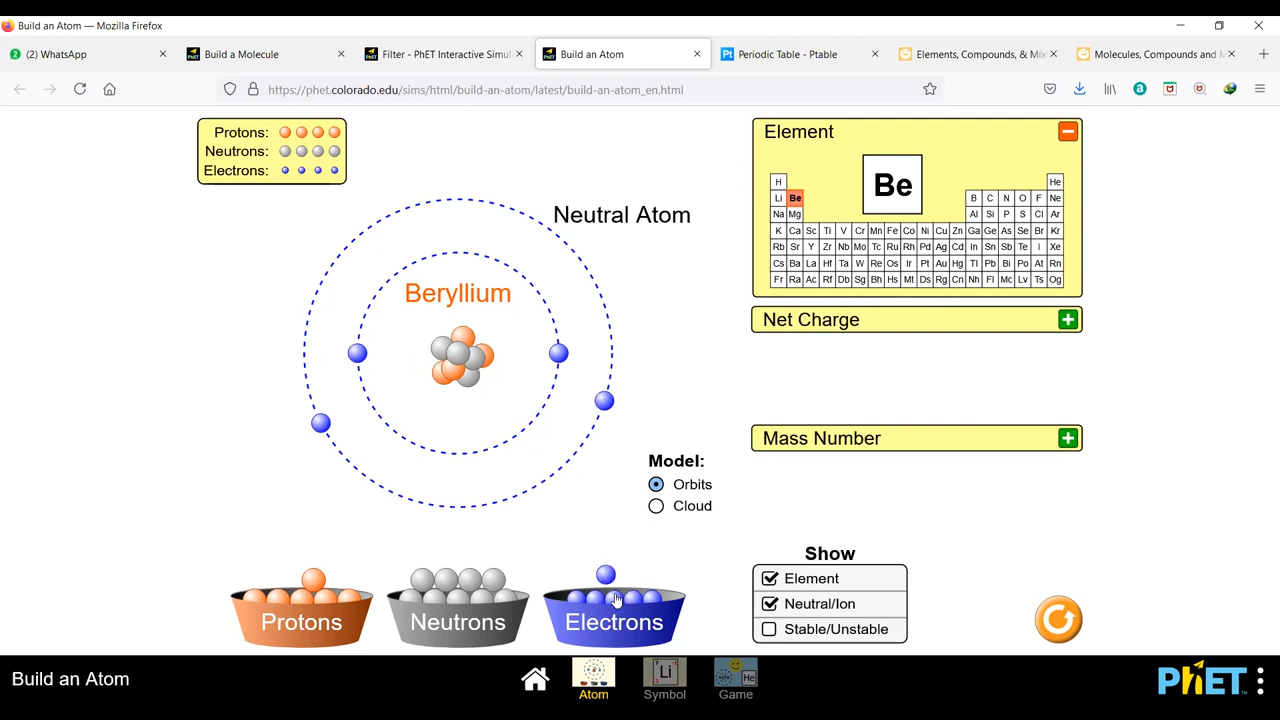 Build an Atom — Mozilla Firefox
(2) WhatsApp
Build a Molecule
Filter - PhET Interactive Simul
Build an Atom
Pt Periodic Table - Ptable
Elements, Compounds, & Mix
Molecules, Compounds and M
https://phet.colorado.edu/sims/html/build-an-atom/latest/build-an-atom_en.html
Protons:
Neutrons:
Electrons:
Neutral Atom
Beryllium
Element
Be
H He
Li Be B C N O F Ne
Na Mg Al Si P S Cl Ar
K Ca Sc Ti V Cr Mn Fe Co Ni Cu Zn Ga Ge As Se Br Kr
Rb Sr Y Zr Nb Mo Tc Ru Rh Pd Ag Cd In Sn Sb Te I Xe
Cs Ba La Hf Ta W Re Os Ir Pt Au Hg Tl Pb Bi Po At Rn
Fr Ra Ac Rf Db Sg Bh Hs Mt Ds Rg Cn Nh Fl Mc Lv Ts Og
Net Charge
Mass Number
Model:
Orbits
Cloud
Protons
Neutrons
Electrons
Show
Element
Neutral/Ion
Stable/Unstable
Build an Atom
Atom
Li
Symbol
He
Game
PhET